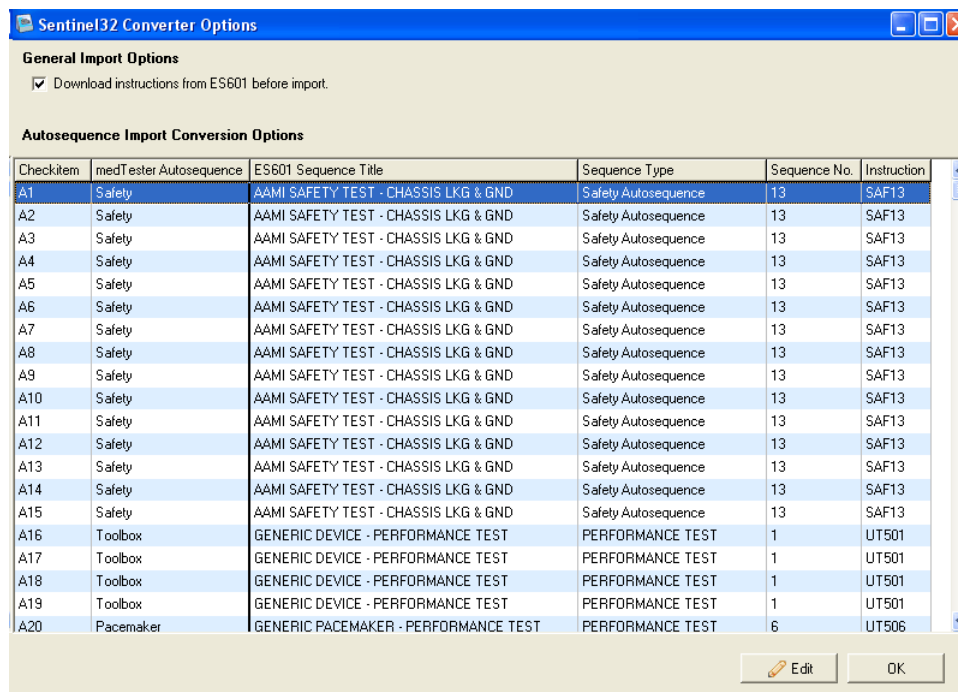 Sentinel32 Converter Options
General Import Options
Download instructions from ES601 before import.
Autosequence Import Conversion Options
Checkitem medTester Autosequence ES601 Sequence Title Sequence Type Sequence No. Instruction
A1 Safety AAMI SAFETY TEST - CHASSIS LKG & GND Safety Autosequence 13 SAF13
A2 Safety AAMI SAFETY TEST - CHASSIS LKG & GND Safety Autosequence 13 SAF13
A3 Safety AAMI SAFETY TEST - CHASSIS LKG & GND Safety Autosequence 13 SAF13
A4 Safety AAMI SAFETY TEST - CHASSIS LKG & GND Safety Autosequence 13 SAF13
A5 Safety AAMI SAFETY TEST - CHASSIS LKG & GND Safety Autosequence 13 SAF13
A6 Safety AAMI SAFETY TEST - CHASSIS LKG & GND Safety Autosequence 13 SAF13
A7 Safety AAMI SAFETY TEST - CHASSIS LKG & GND Safety Autosequence 13 SAF13
A8 Safety AAMI SAFETY TEST - CHASSIS LKG & GND Safety Autosequence 13 SAF13
A9 Safety AAMI SAFETY TEST - CHASSIS LKG & GND Safety Autosequence 13 SAF13
A10 Safety AAMI SAFETY TEST - CHASSIS LKG & GND Safety Autosequence 13 SAF13
A11 Safety AAMI SAFETY TEST - CHASSIS LKG & GND Safety Autosequence 13 SAF13
A12 Safety AAMI SAFETY TEST - CHASSIS LKG & GND Safety Autosequence 13 SAF13
A13 Safety AAMI SAFETY TEST - CHASSIS LKG & GND Safety Autosequence 13 SAF13
A14 Safety AAMI SAFETY TEST - CHASSIS LKG & GND Safety Autosequence 13 SAF13
A15 Safety AAMI SAFETY TEST - CHASSIS LKG & GND Safety Autosequence 13 SAF13
A16 Toolbox GENERIC DEVICE - PERFORMANCE TEST PERFORMANCE TEST 1 UT501
A17 Toolbox GENERIC DEVICE - PERFORMANCE TEST PERFORMANCE TEST 1 UT501
A18 Toolbox GENERIC DEVICE - PERFORMANCE TEST PERFORMANCE TEST 1 UT501
A19 Toolbox GENERIC DEVICE - PERFORMANCE TEST PERFORMANCE TEST 1 UT501
A20 Pacemaker GENERIC PACEMAKER - PERFORMANCE TEST PERFORMANCE TEST 6 UT506
Edit OK